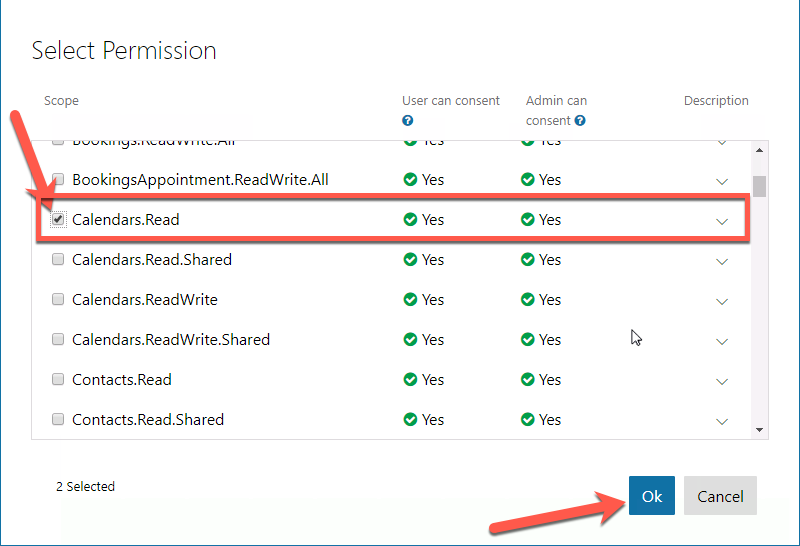 Select Permission
Scope
User can consent
Admin can consent
Description
Bookings.ReadWrite.All Yes Yes
BookingsAppointment.ReadWrite.All Yes Yes
Calendars.Read Yes Yes
Calendars.Read.Shared Yes Yes
Calendars.ReadWrite Yes Yes
Calendars.ReadWrite.Shared Yes Yes
Contacts.Read Yes Yes
Contacts.Read.Shared Yes Yes
2 Selected
Ok Cancel